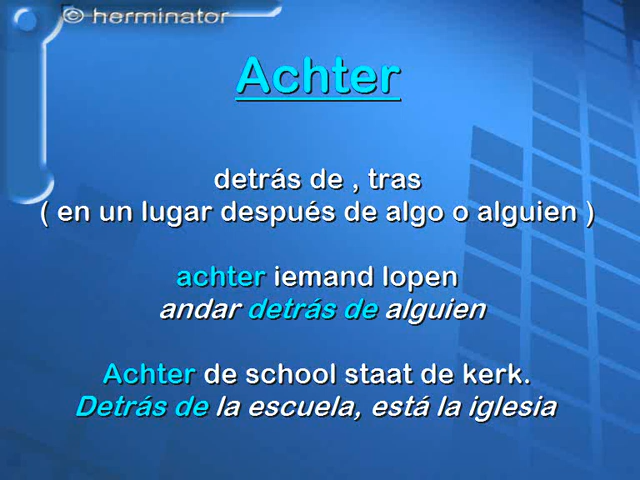 © herminator
Achter
detrás de , tras
( en un lugar después de algo o alguien )
achter iemand lopen
andar detrás de alguien
Achter de school staat de kerk.
Detrás de la escuela, está la iglesia